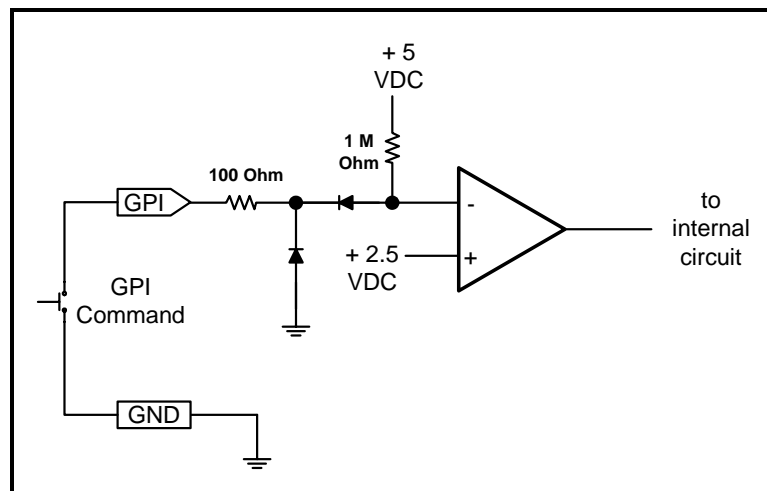 + 5
VDC
1 M
Ohm
100 Ohm
GPI
-
to
internal
circuit
+ 2.5
VDC
+
GPI
Command
GND